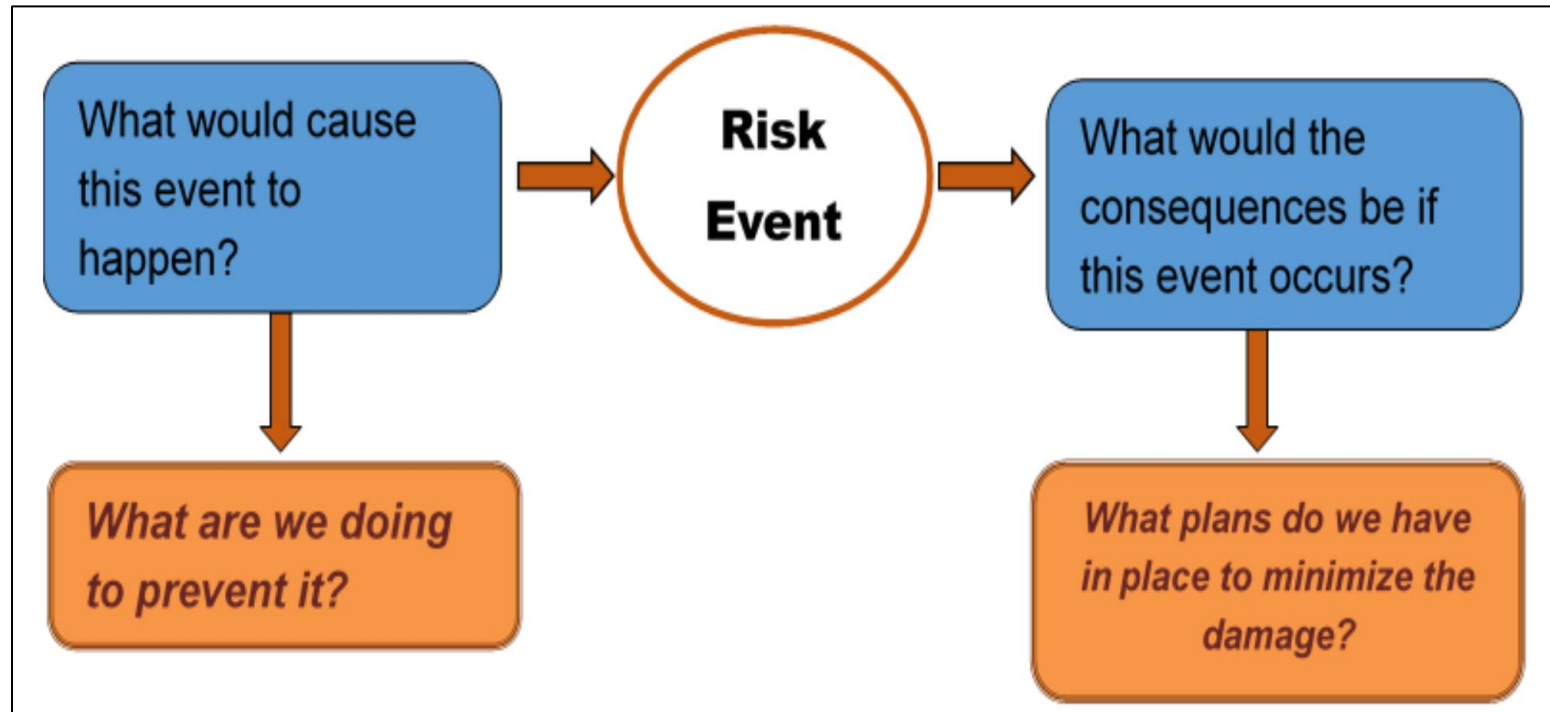 What would cause
this event to
happen?
Risk
Event
What would the
consequences be if
this event occurs?
What are we doing
to prevent it?
What plans do we have
in place to minimize the
damage?